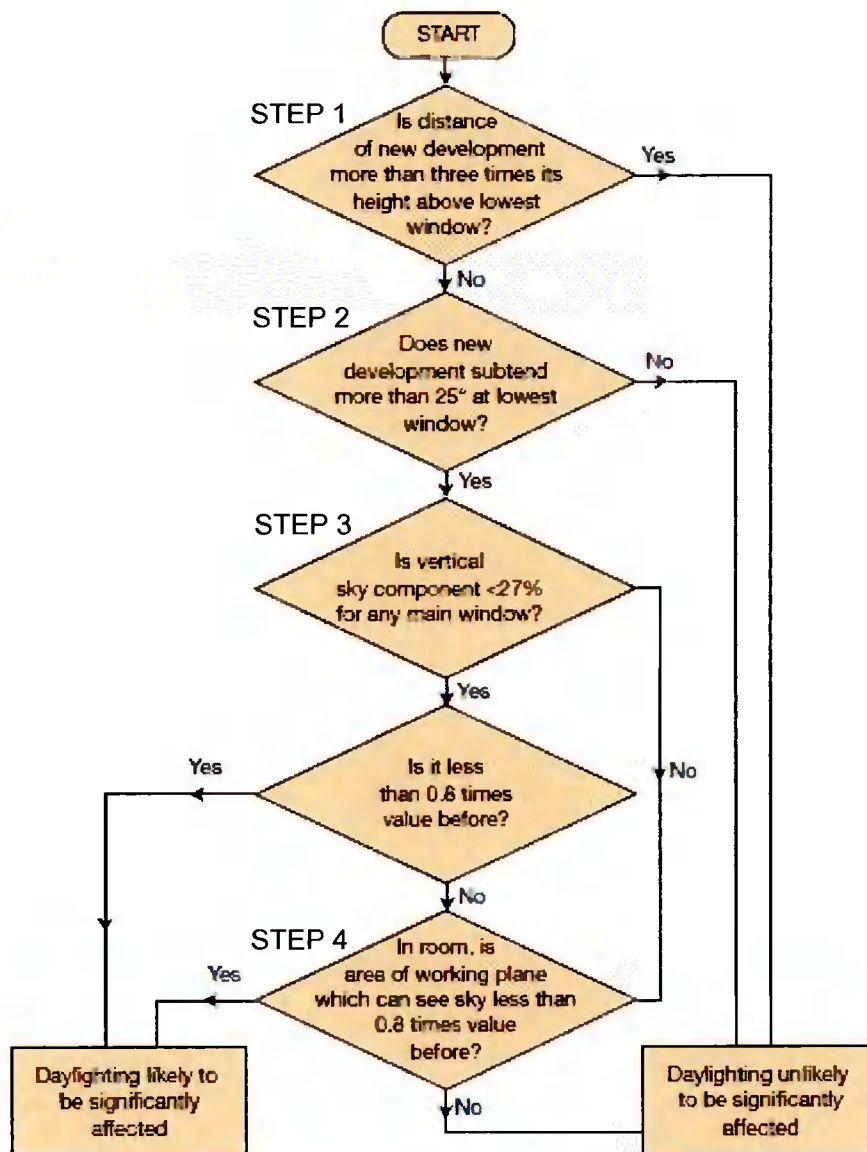 START
STEP 1
Is distance
of new development
more than three times its
height above lowest
window?
Yes
No
STEP 2
Does new
development subtend
more than 25° at lowest
window?
No
Yes
STEP 3
Is vertical
sky component <27%
for any main window?
Yes
No
Is it less
than 0.8 times
value before?
Yes
No
STEP 4
In room, is
area of working plane
which can see sky less than
0.8 times value
before?
Yes
No
Daylighting likely to
be significantly
affected
Daylighting unlikely
to be significantly
affected